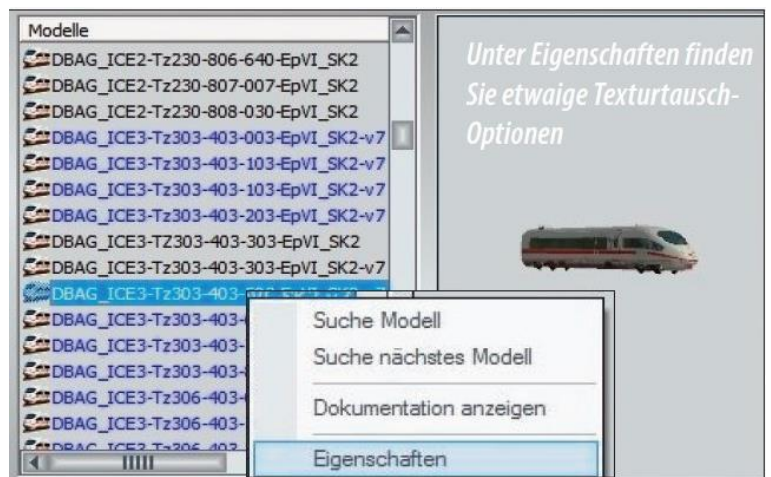 Modelle
DBAG_ICE2-Tz230-806-640-EpVI_SK2
DBAG_ICE2-Tz230-807-007-EpVI_SK2
DBAG_ICE2-Tz230-808-030-EpVI_SK2
DBAG_ICE3-Tz303-403-003-EpVI_SK2-v7
DBAG_ICE3-Tz303-403-103-EpVI_SK2-v7
DBAG_ICE3-Tz303-403-103-EpVI_SK2-v7
DBAG_ICE3-Tz303-403-203-EpVI_SK2-v7
DBAG_ICE3-TZ303-403-303-EpVI_SK2
DBAG_ICE3-Tz303-403-303-EpVI_SK2-v7
DBAG_ICE3-Tz303-403-
DBAG_ICE3-Tz303-403-
DBAG_ICE3-Tz303-403-
DBAG_ICE3-Tz303-403-
DBAG_ICE3-Tz306-403-
DBAG_ICE3-Tz306-403-
DBAG_ICE3-Tz306-403
Suche Modell
Suche nächstes Modell
Dokumentation anzeigen
Eigenschaften
Unter Eigenschaften finden
Sie etwaige Texturtausch-
Optionen